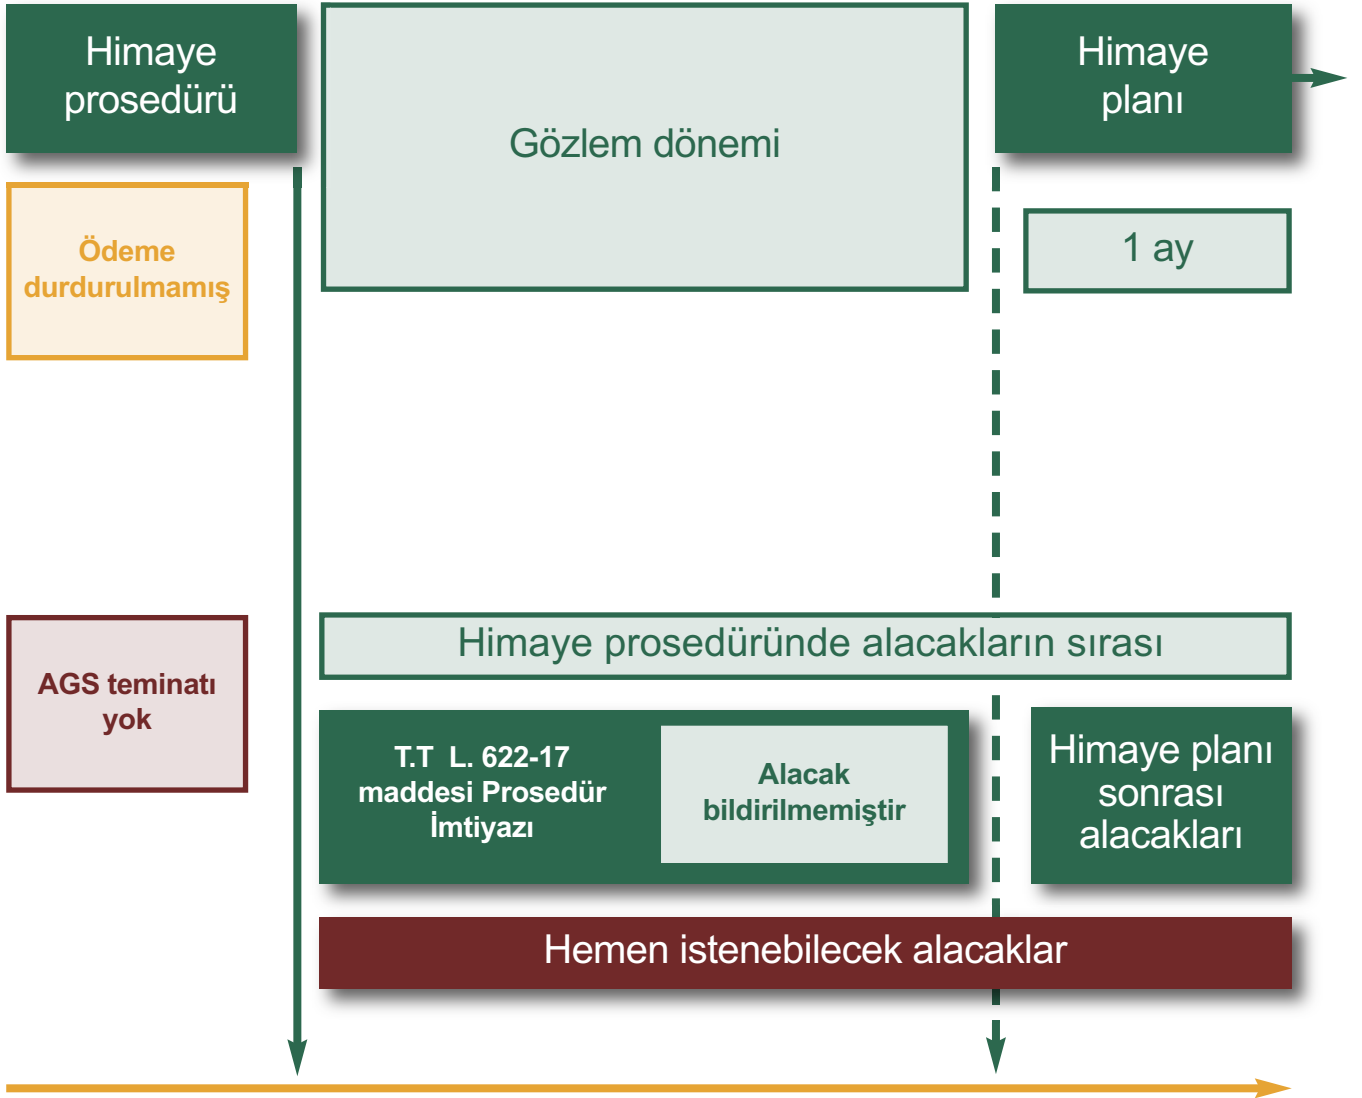 Himaye
prosedürü
Gözlem dönemi
Himaye
planı
Ödeme
durdurulmamış
1 ay
Himaye prosedüründe alacakların sırası
AGS teminatı
yok
T.T L. 622-17
maddesi Prosedür
İmtiyazı
Alacak
bildirilmemiştir
Himaye planı
sonrası
alacakları
Hemen istenebilecek alacaklar